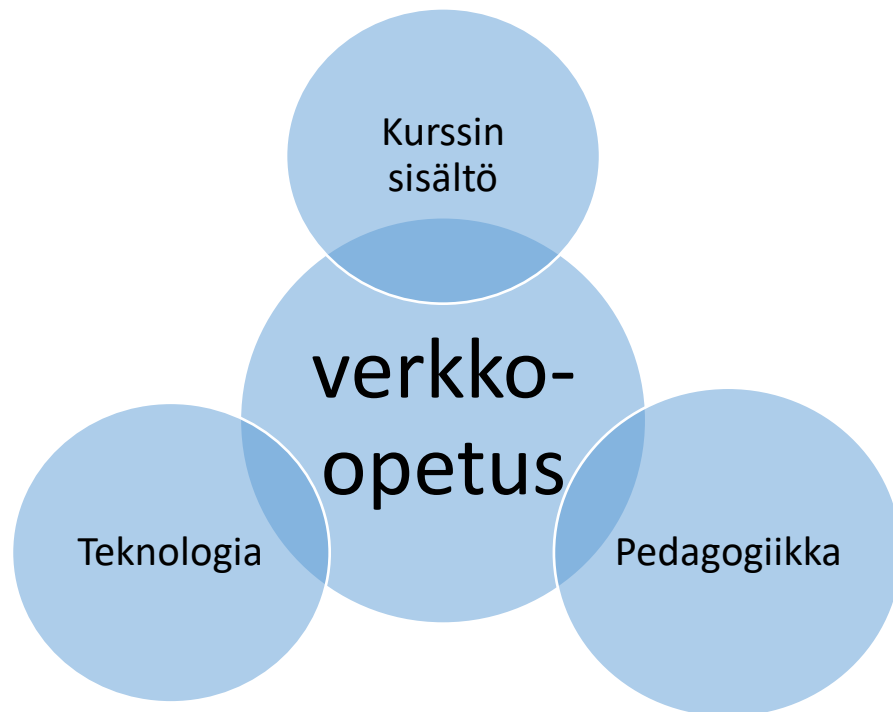 Kurssin
sisältö
verkko-
opetus
Teknologia
Pedagogiikka